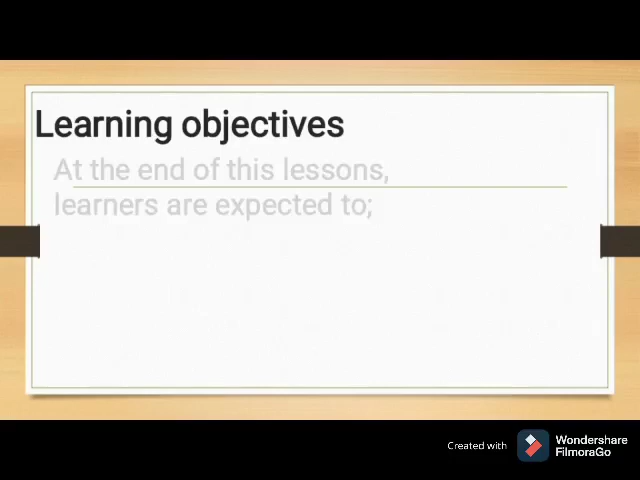 Learning objectives
At the end of this lessons,
learners are expected to;
Created with
Wondershare
FilmoraGo